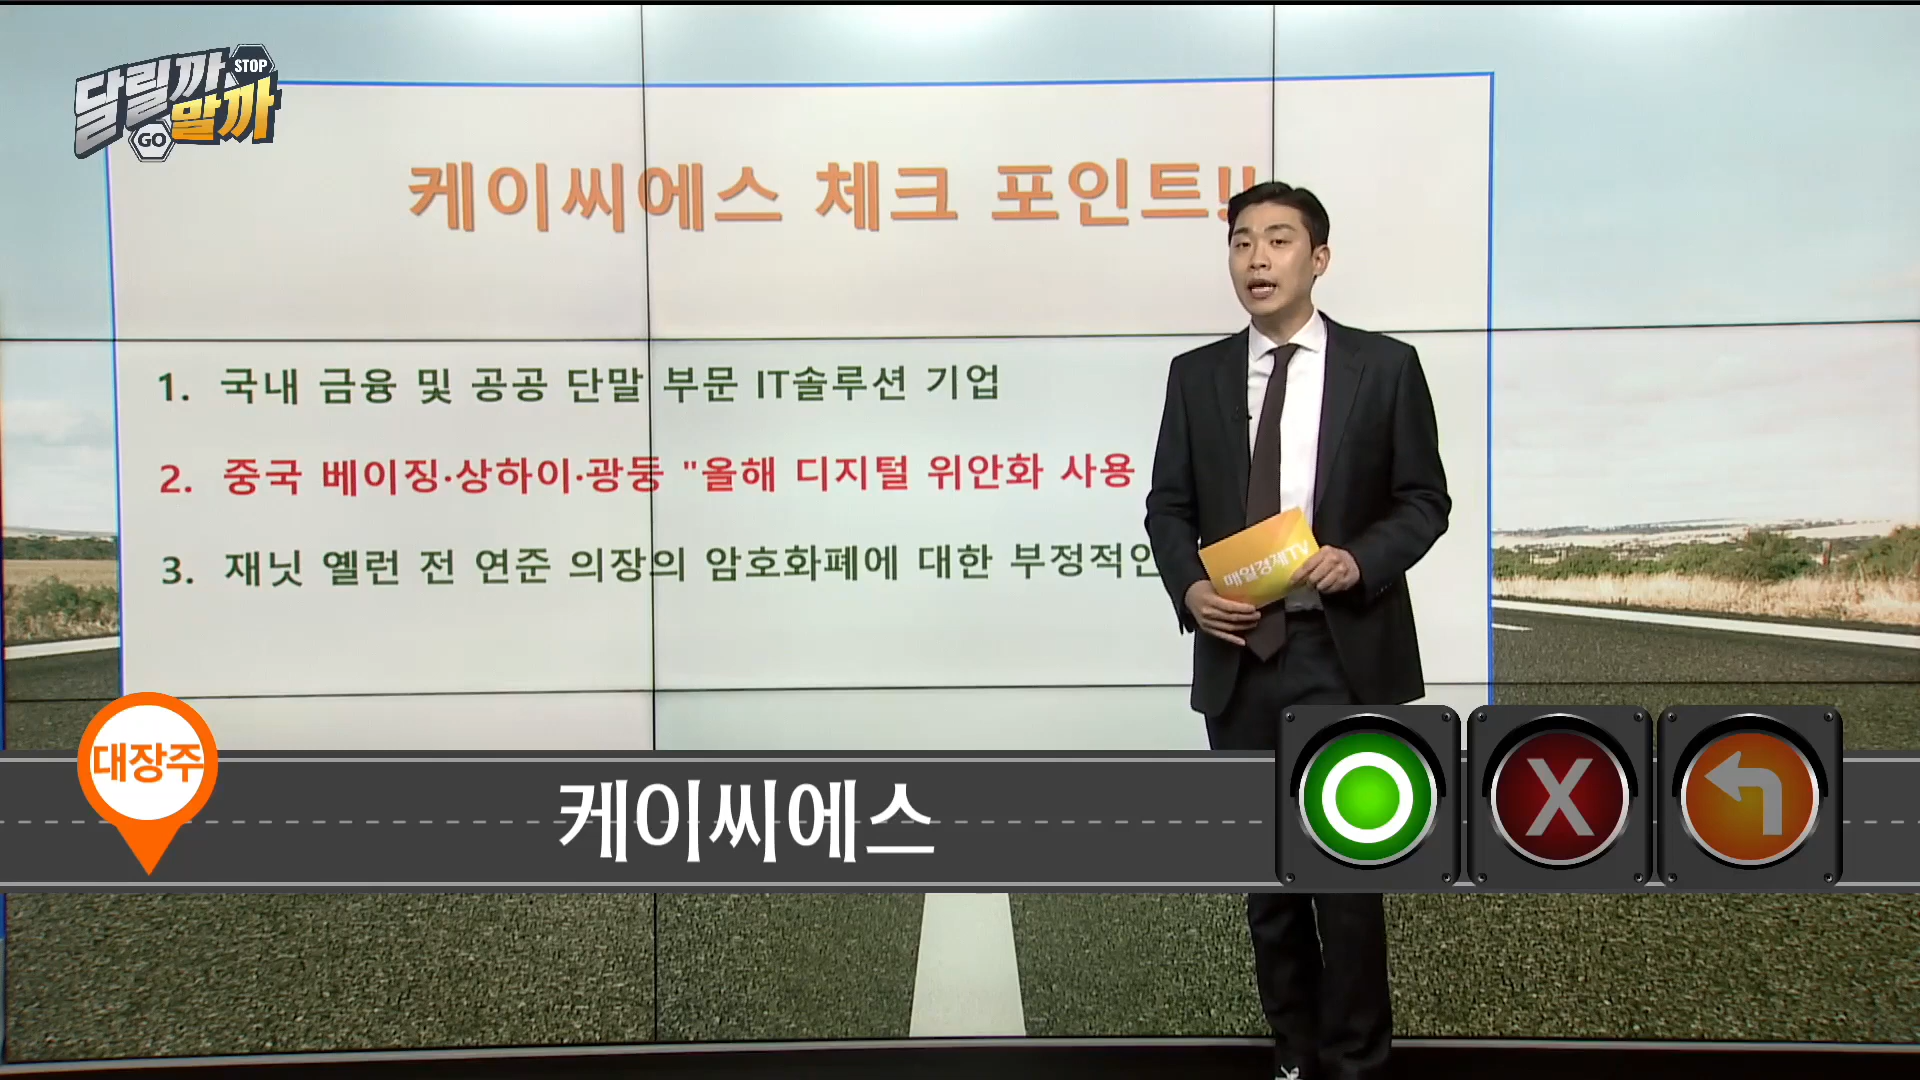 달릴까 STOP
GO 말까
케이씨에스 체크 포인트!!
1. 국내 금융 및 공공 단말 부문 IT솔루션 기업
2. 중국 베이징·상하이·광둥 "올해 디지털 위안화 사용
3. 재닛 옐런 전 연준 의장의 암호화폐에 대한 부정적인
매일경제TV
대장주
케이씨에스
O X